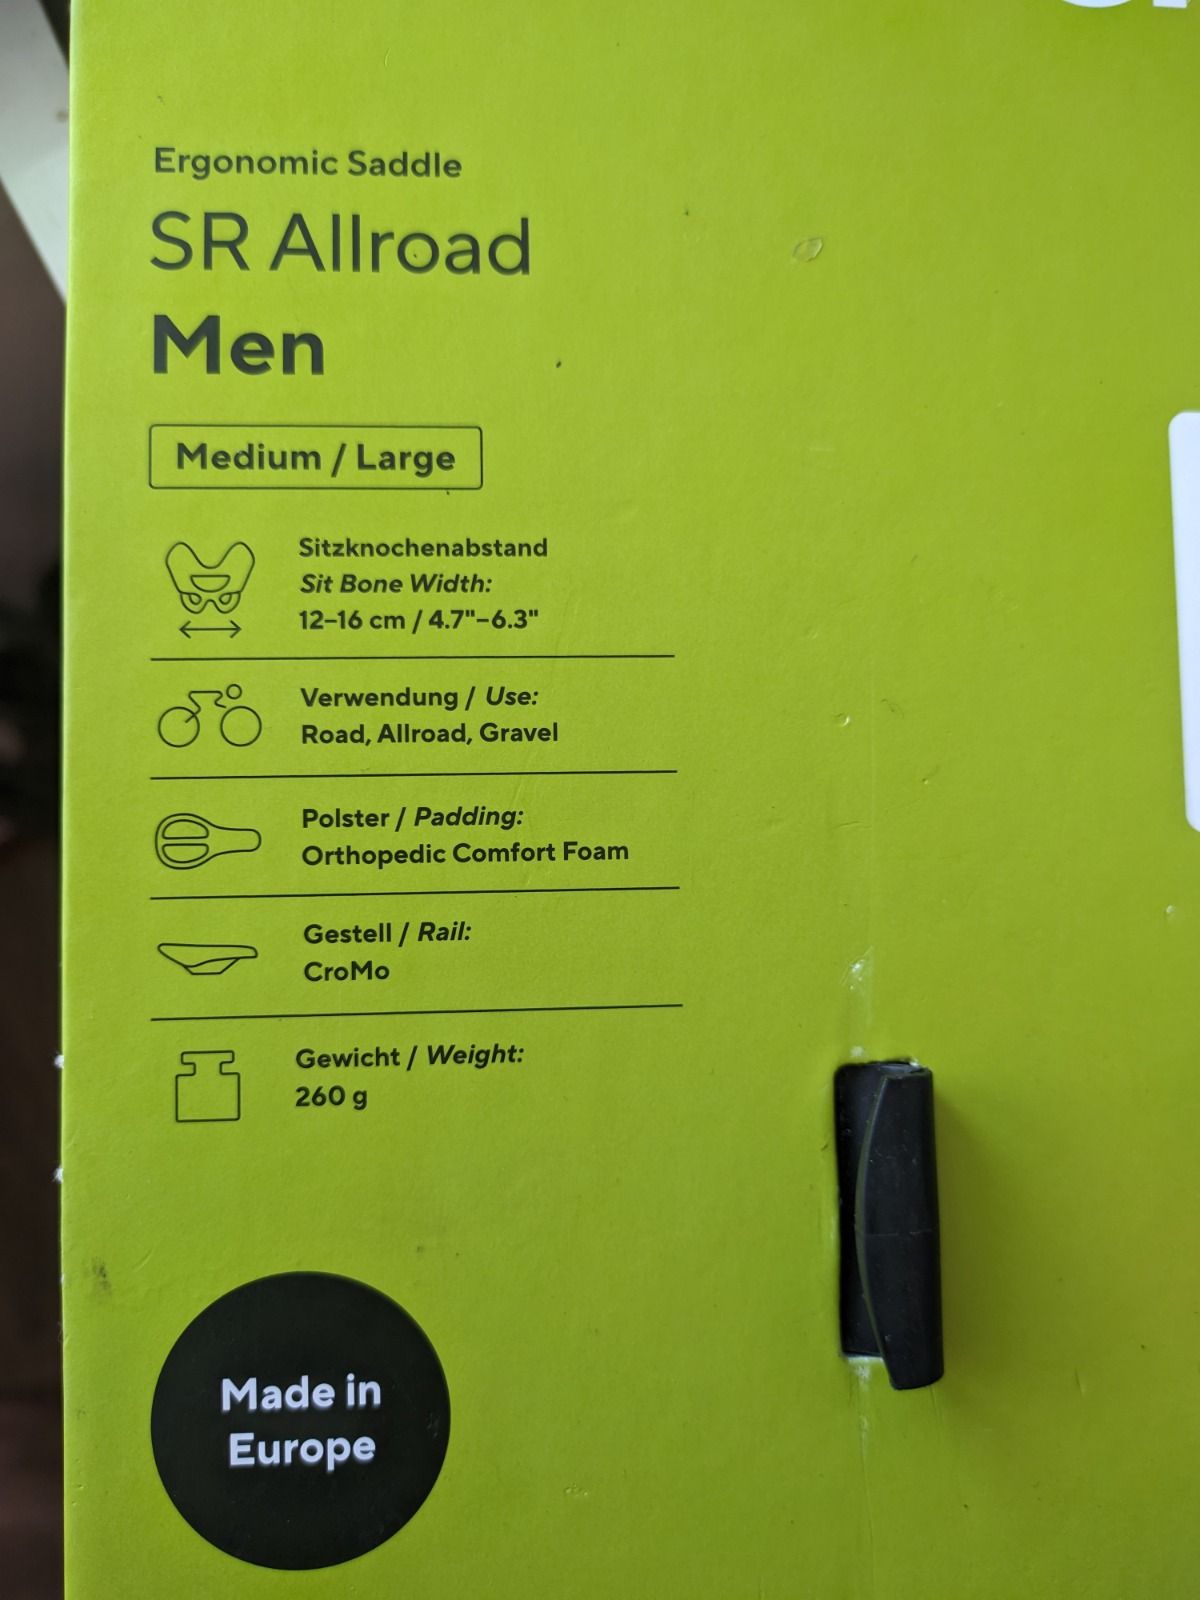 Ergonomic Saddle
SR Allroad
Men
Medium / Large
Sitzknochenabstand
Sit Bone Width:
12–16 cm / 4.7"–6.3"
Verwendung / Use:
Road, Allroad, Gravel
Polster / Padding:
Orthopedic Comfort Foam
Gestell / Rail:
CroMo
Gewicht / Weight:
260 g
Made in
Europe